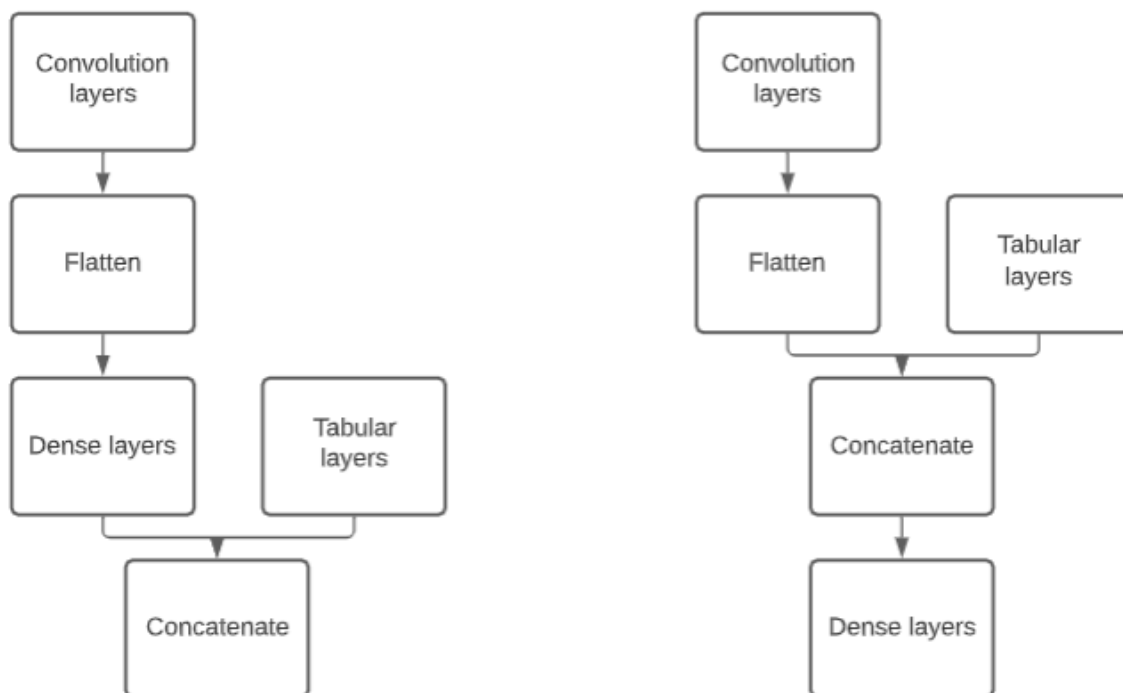 Convolution
layers
Flatten
Dense layers
Tabular
layers
Concatenate
Convolution
layers
Flatten
Tabular
layers
Concatenate
Dense layers